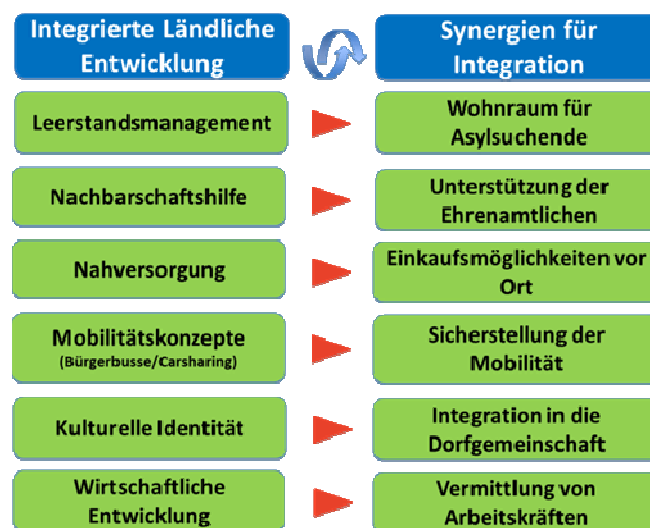 Integrierte Ländliche
Entwicklung
Synergien für
Integration
Leerstandsmanagement
Wohnraum für
Asylsuchende
Nachbarschaftshilfe
Unterstützung der
Ehrenamtlichen
Nahversorgung
Einkaufsmöglichkeiten vor
Ort
Mobilitätskonzepte
(Bürgerbusse/Carsharing)
Sicherstellung der
Mobilität
Kulturelle Identität
Integration in die
Dorfgemeinschaft
Wirtschaftliche
Entwicklung
Vermittlung von
Arbeitskräften